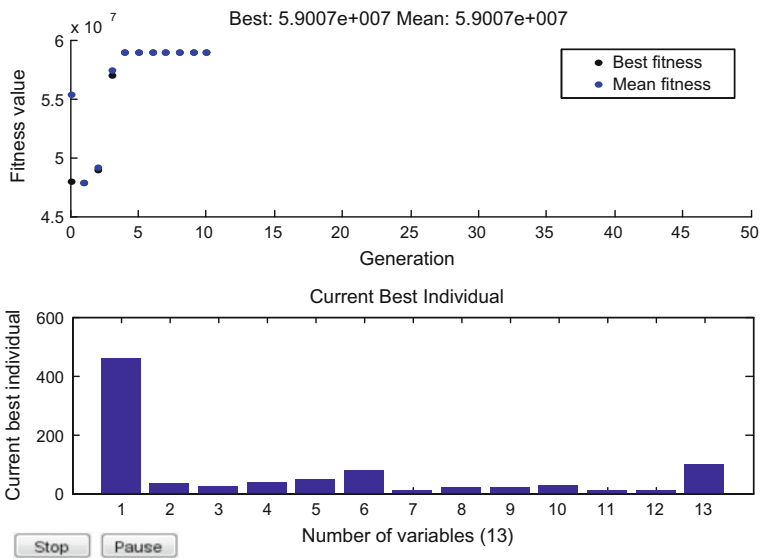 Best: 5.9007e+007 Mean: 5.9007e+007
x 10 7
6
5.5
5
4.5
Fitness value
Best fitness
Mean fitness
0 5 10 15 20 25 30 35 40 45 50
Generation
Current Best Individual
600
400
200
0
Current best individual
1 2 3 4 5 6 7 8 9 10 11 12 13
Number of variables (13)
Stop Pause